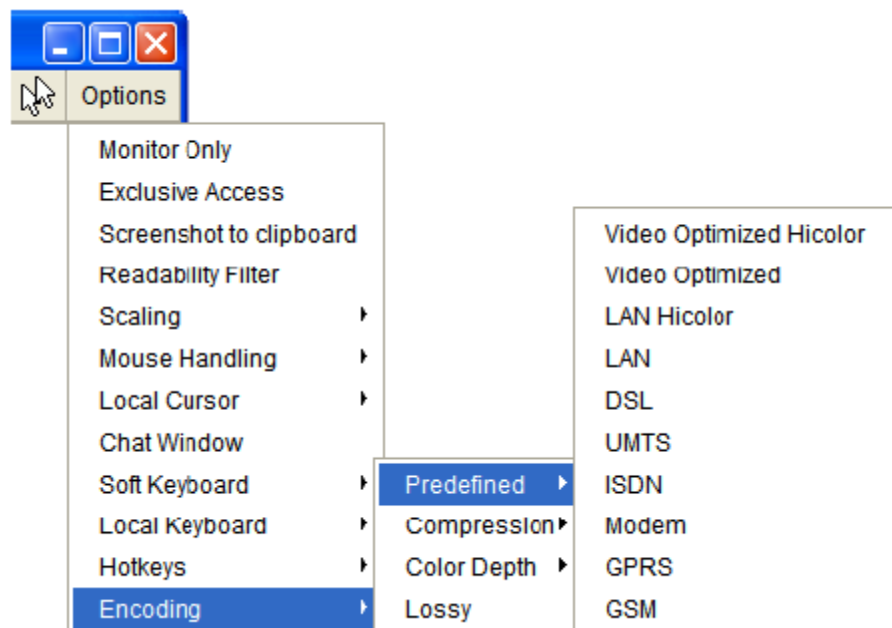 Options
Monitor Only
Exclusive Access
Screenshot to clipboard
Readability Filter
Scaling
Mouse Handling
Local Cursor
Chat Window
Soft Keyboard
Local Keyboard
Hotkeys
Encoding
Predefined
Compression
Color Depth
Lossy
Video Optimized Hicolor
Video Optimized
LAN Hicolor
LAN
DSL
UMTS
ISDN
Modem
GPRS
GSM